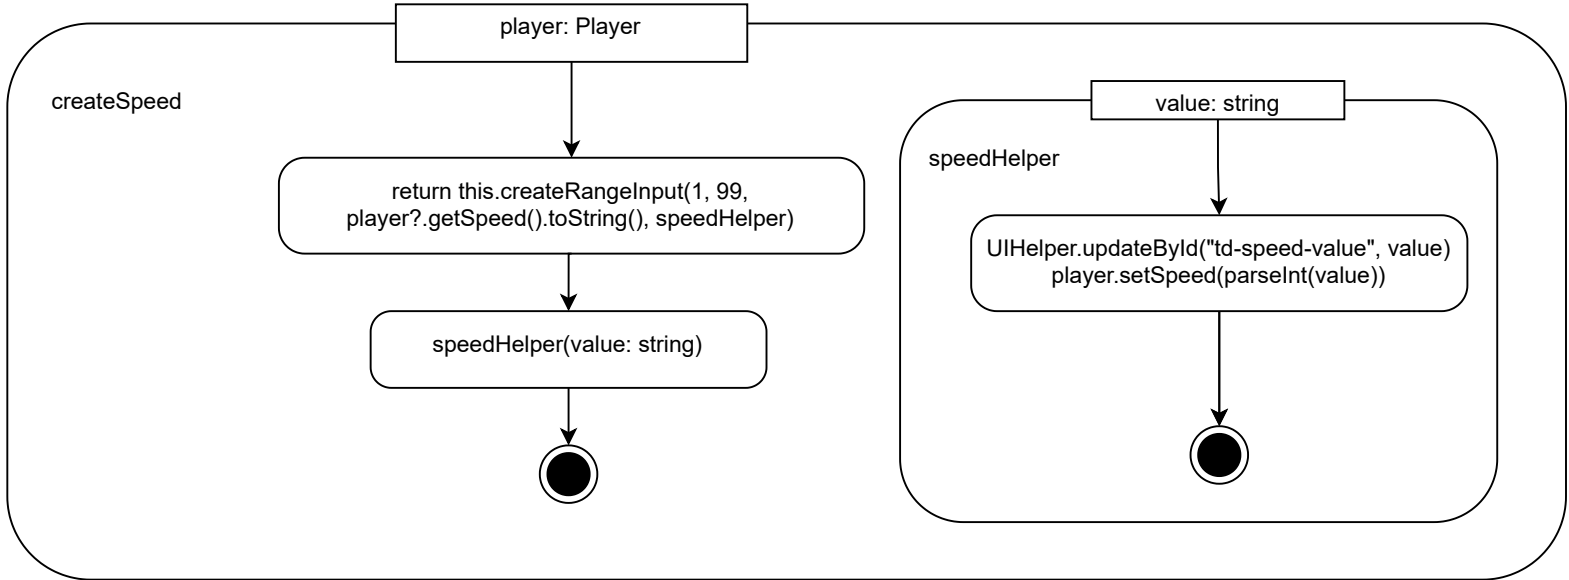 player: Player
createSpeed
return this.createRangeInput(1, 99,
player?.getSpeed().toString(), speedHelper)
speedHelper(value: string)
value: string
speedHelper
UIHelper.updateById("td-speed-value", value)
player.setSpeed(parseInt(value))